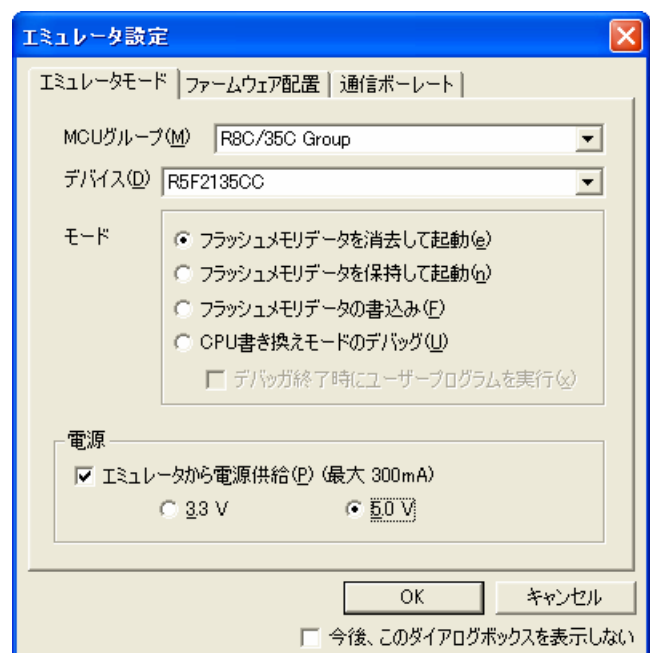 エミュレータ設定
エミュレータモード ファームウェア配置 通信ボーレート
MCUグループ(M) R8C/35C Group
デバイス(D) R5F2135CC
モード
フラッシュメモリデータを消去して起動(e)
フラッシュメモリデータを保持して起動(n)
フラッシュメモリデータの書込み(F)
CPU書き換えモードのデバッグ(U)
デバッガ終了時にユーザープログラムを実行(x)
電源
エミュレータから電源供給(P) (最大 300mA)
3.3 V 5.0 V
OK キャンセル
今後、このダイアログボックスを表示しない